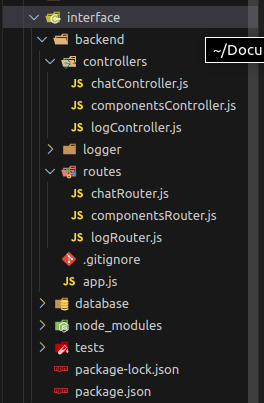 interface
backend
~/Docu
controllers
JS chatController.js
JS componentsController.js
JS logController.js
logger
routes
JS chatRouter.js
JS componentsRouter.js
JS logRouter.js
.gitignore
JS app.js
database
node_modules
tests
package-lock.json
package.json